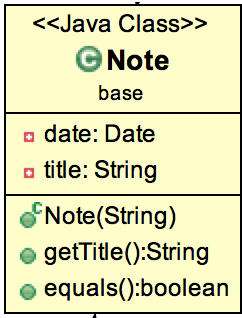 <<Java Class>>
C Note
base
date: Date
title: String
C Note(String)
getTitle():String
equals():boolean